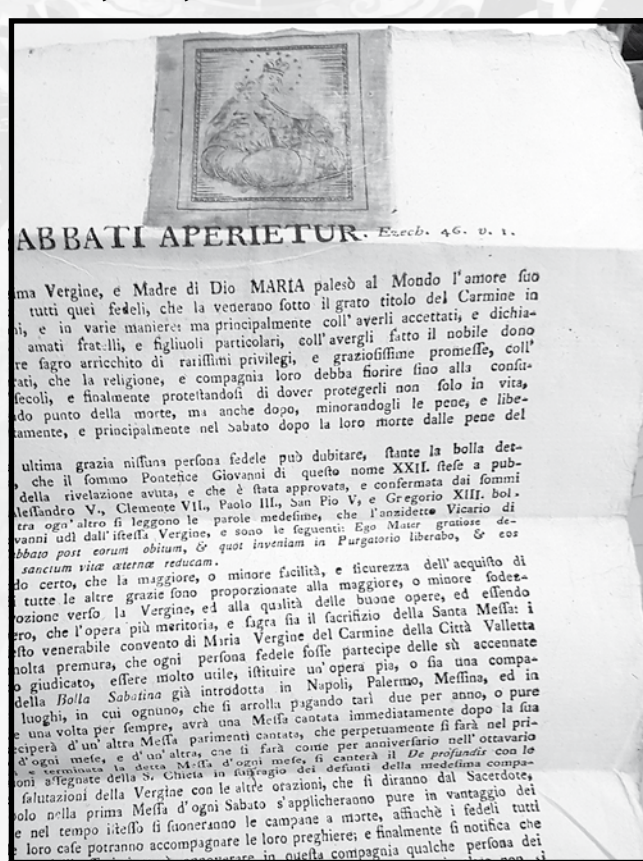 ABBATI APERIETUR. Ezech. 46. v. 1.
ma Vergine, e Madre di Dio MARIA palesò al Mondo l'amore ſuo
tutti quei fedeli, che la venerano ſotto il grato titolo del Carmine in
i, e in varie maniere: ma principalmente coll' averli accettati, e dichia-
amati fratelli, e figliuoli particolari, coll' avergli fatto il nobile dono
re ſagro arricchito di rariſſimi privilegi, e grazioſiſſime promeſſe, coll'
rati, che la religione, e compagnia loro debba fiorire ſino alla conſu-
ſecoli, e finalmente proteſtandoſi di dover protegerli non ſolo in vita,
do punto della morte, ma anche dopo, minorandogli le pene, e libe-
tamente, e principalmente nel Sabato dopo la loro morte dalle pene del
ultima grazia niſſuna perſona fedele può dubitare, ſtante la bolla det-
, che il ſommo Pontefice Giovanni di queſto nome XXII. ſteſe a pub-
della rivelazione avuta, e che è ſtata approvata, e confermata dai ſommi
leſſandro V., Clemente VII., Paolo III., San Pio V, e Gregorio XIII. bol-
tra ogn' altro ſi leggono le parole medeſime, che l'anzidetto Vicario di
vanni udì dall' iſteſſa Vergine, e sono le ſeguenti: Ego Mater gratioſe de-
bbato poſt eorum obitum, & quot inveniam in Purgatorio liberabo, & eos
ſanctum vitæ æternæ reducam.
do certo, che la maggiore, o minore facilità, e ſicurezza dell' acquiſto di
tutte le altre grazie ſono proporzionate alla maggiore, o minore ſodez-
ozione verſo la Vergine, ed alla qualità delle buone opere, ed eſſendo
ero, che l'opera più meritoria, e ſagra ſia il ſacrifizio della Santa Meſſa: i
ſto venerabile convento di Maria Vergine del Carmine della Città Valletta
molta premura, che ogni perſona fedele foſſe partecipe delle sù accennate
o giudicato, eſſere molto utile, iſtituire un' opera pia, o ſia una compa-
della Bolla Sabatina già introdotta in Napoli, Palermo, Meſſina, ed in
luoghi, in cui ognuno, che ſi arrolla pagando tarì due per anno, o pure
e una volta per ſempre, avrà una Meſſa cantata immediatamente dopo la ſua
eciperà d'un' altra Meſſa parimenti cantata, che perpetuamente ſi farà nel pri-
d'ogni meſe, e d'un' altra, che ſi farà come per anniverſario nell' ottavario
e terminata la detta Meſſa d'ogni meſe, ſi canterà il De profundis con le
ioni aſſegnate della S. Chieſa in ſuffragio dei defunti della medeſima compa-
ſalutazioni della Vergine con le altre orazioni, che ſi diranno dal Sacerdote,
polo nella prima Meſſa d'ogni Sabato s'applicheranno pure in vantaggio dei
e nel tempo iſteſſo ſi ſuoneranno le campane a morte, affinchè i fedeli tutti
loro caſe potranno accompagnare le loro preghiere; e finalmente ſi notifica che
in queſta compagnia qualche perſona dei